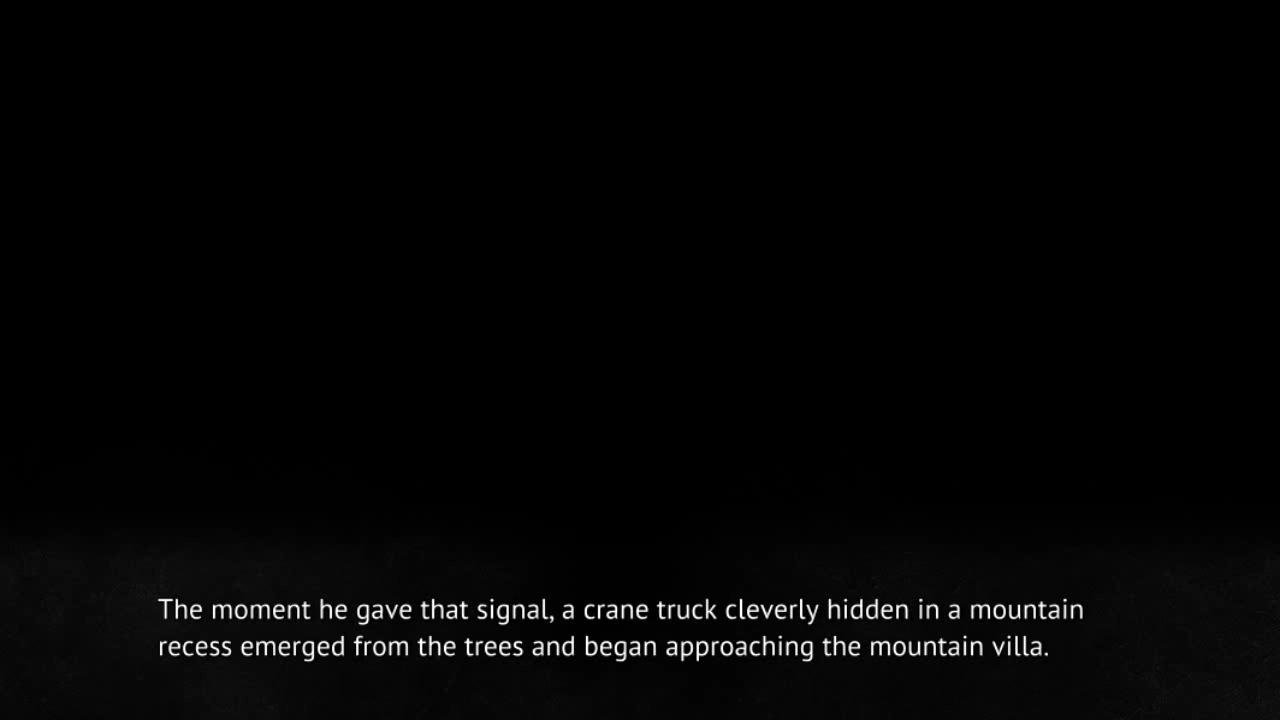 The moment he gave that signal, a crane truck cleverly hidden in a mountain
recess emerged from the trees and began approaching the mountain villa.